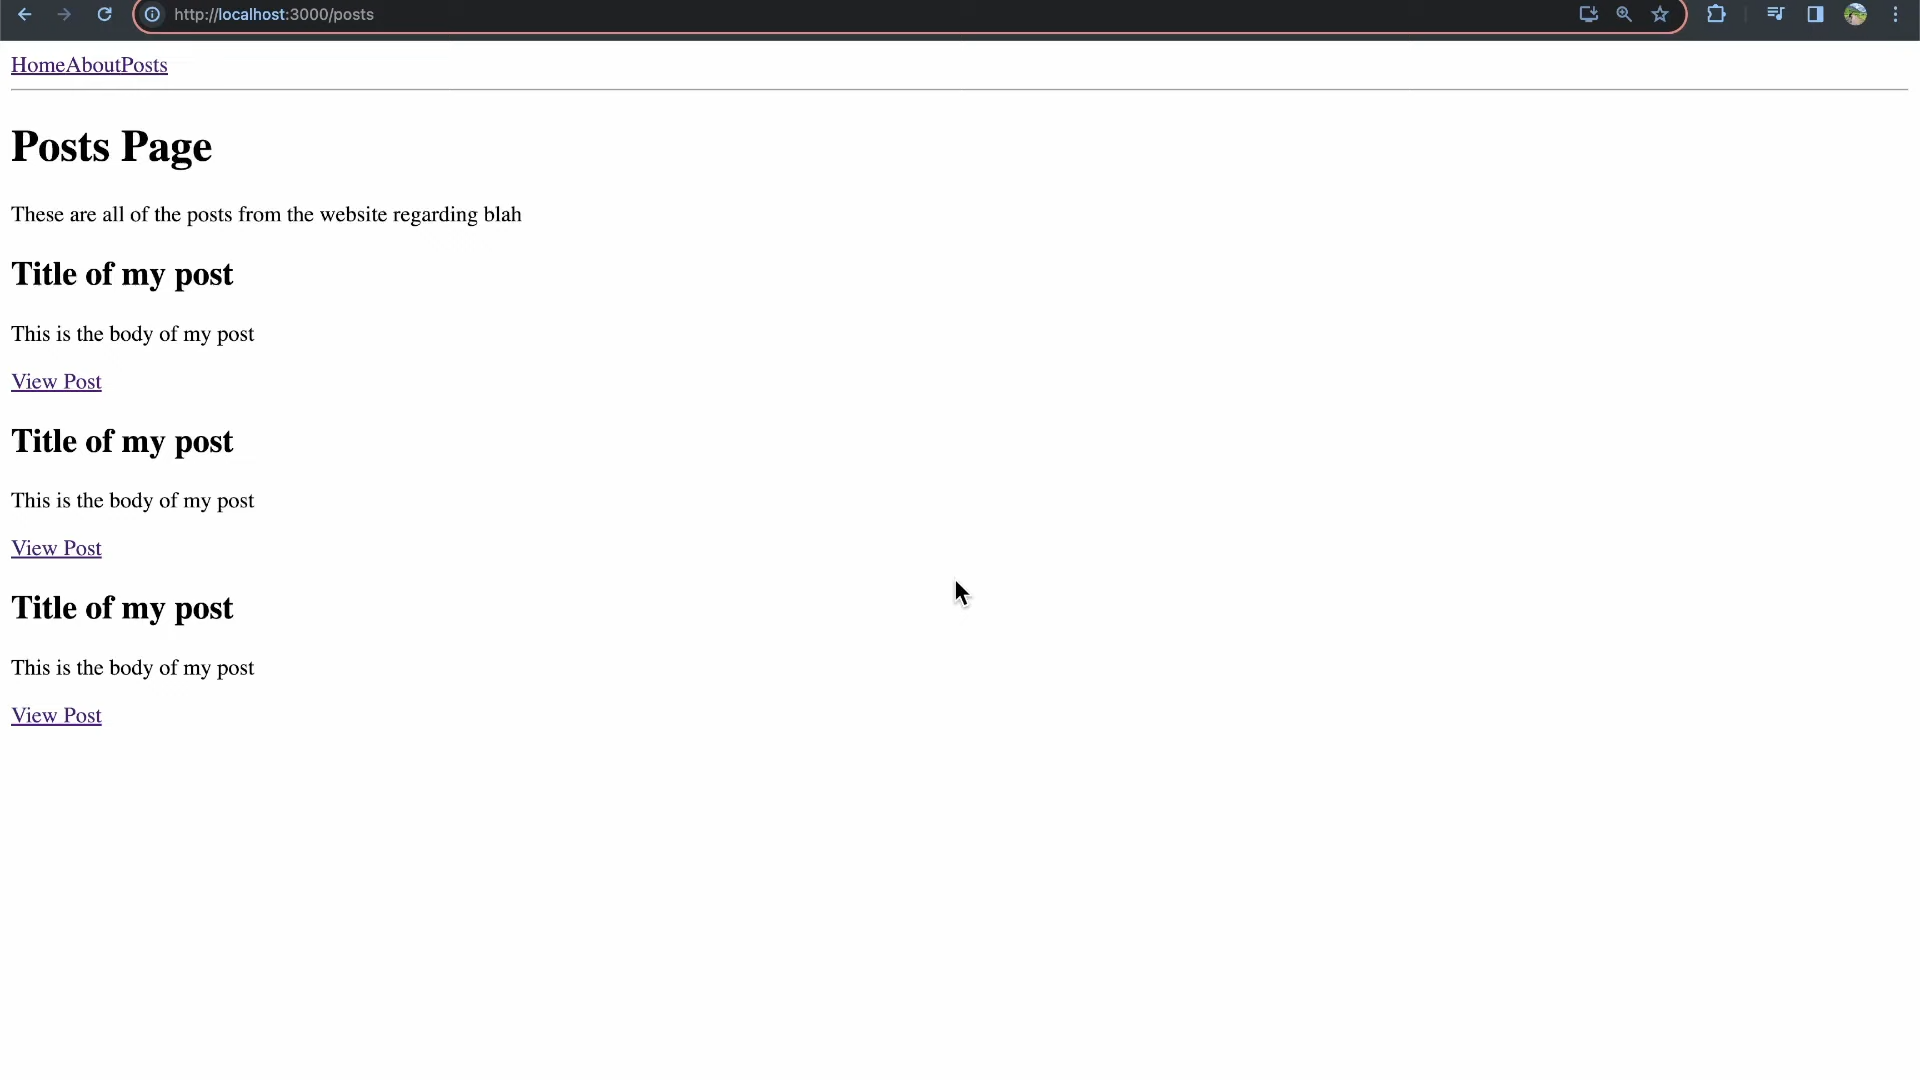 http://localhost:3000/posts
HomeAboutPosts
Posts Page
These are all of the posts from the website regarding blah
Title of my post
This is the body of my post
View Post
Title of my post
This is the body of my post
View Post
Title of my post
This is the body of my post
View Post